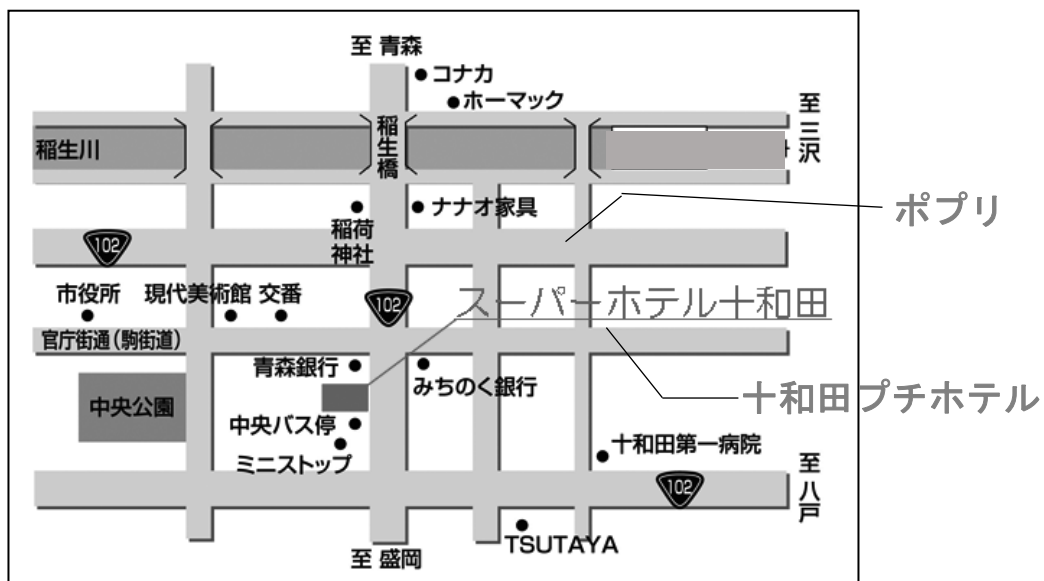 至 青森
コナカ
ホーマック
至三沢
稲生橋
稲生川
ナナオ家具
ポプリ
稲荷
神社
102
市役所
現代美術館
交番
102
スーパーホテル十和田
官庁街通(駒街道)
青森銀行
みちのく銀行
中央公園
十和田プチホテル
中央バス停
十和田第一病院
ミニストップ
至八戸
102
TSUTAYA
至 盛岡